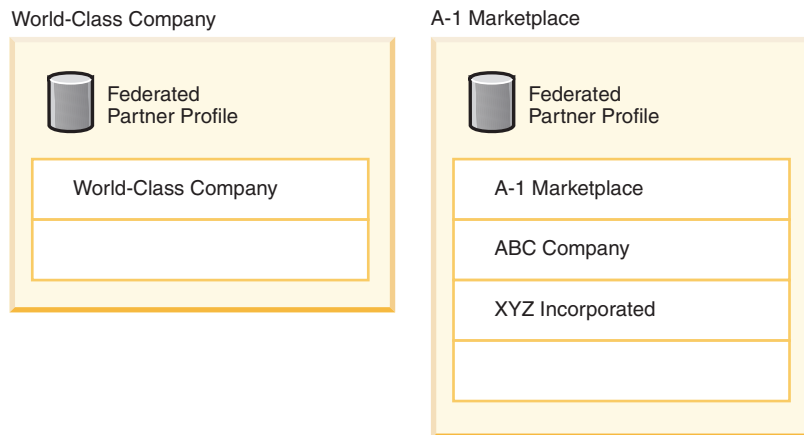 World-Class Company
Federated
Partner Profile
World-Class Company
A-1 Marketplace
Federated
Partner Profile
A-1 Marketplace
ABC Company
XYZ Incorporated